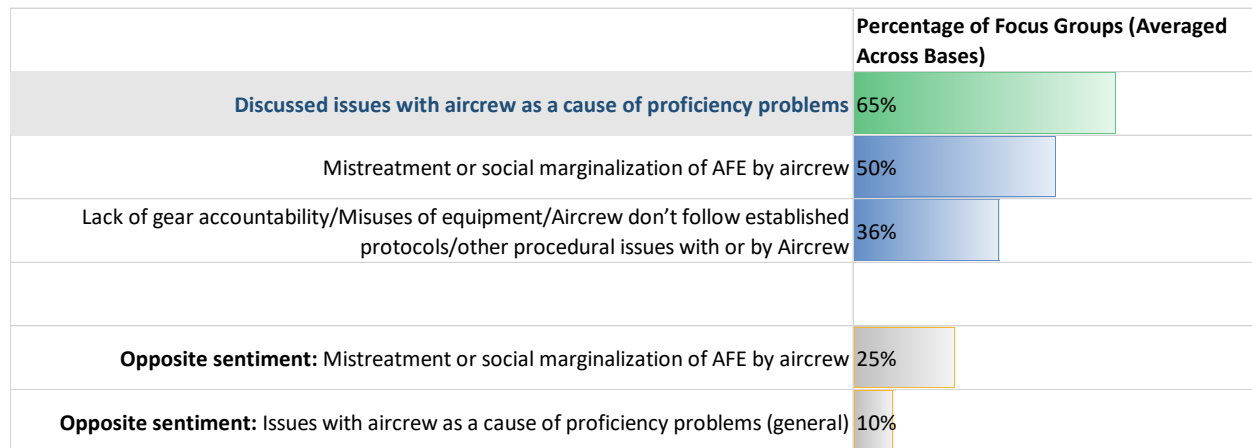 Percentage of Focus Groups (Averaged
Across Bases)
Discussed issues with aircrew as a cause of proficiency problems 65%
Mistreatment or social marginalization of AFE by aircrew 50%
Lack of gear accountability/Misuses of equipment/Aircrew don’t follow established
protocols/other procedural issues with or by Aircrew 36%
Opposite sentiment: Mistreatment or social marginalization of AFE by aircrew 25%
Opposite sentiment: Issues with aircrew as a cause of proficiency problems (general) 10%